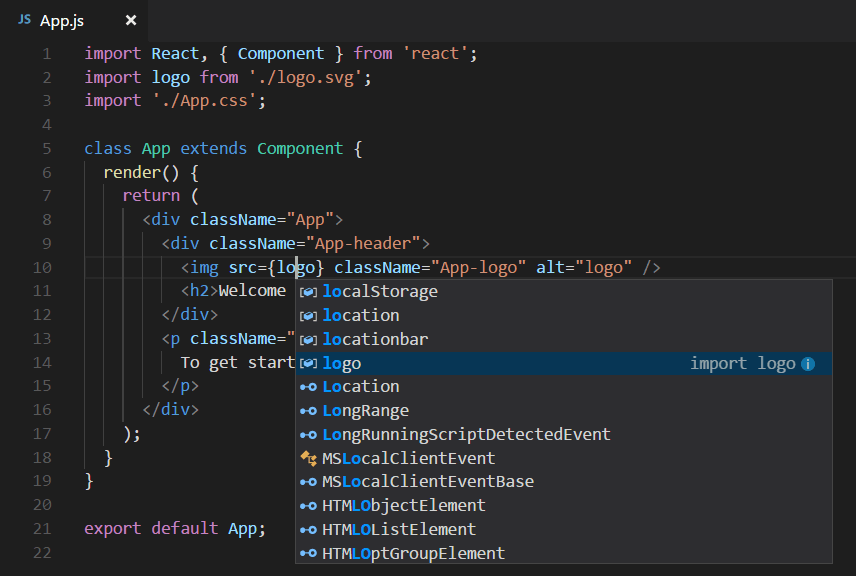 JS App.js ×
1 import React, { Component } from 'react';
2 import logo from './logo.svg';
3 import './App.css';
4
5 class App extends Component {
6 render() {
7 return (
8 <div className="App">
9 <div className="App-header">
10 <img src={logo} className="App-logo" alt="logo" />
11 <h2>Welcome
localStorage
12 </div>
location
13 <p className="
locationbar
14 To get start
logo import logo
15 </p>
Location
16 </div>
LongRange
17 );
LongRunningScriptDetectedEvent
18 }
MSLocalClientEvent
19 }
MSLocalClientEventBase
20
HTMLObjectElement
21 export default App;
HTMLOListElement
22
HTMLOptGroupElement